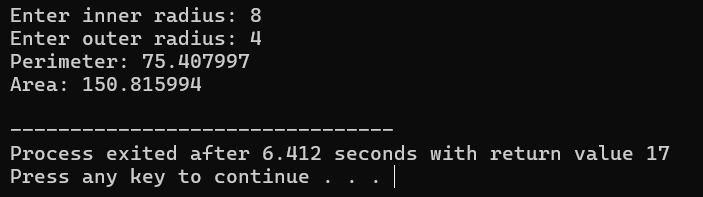 Enter inner radius: 8
Enter outer radius: 4
Perimeter: 75.407997
Area: 150.815994
--------------------------------
Process exited after 6.412 seconds with return value 17
Press any key to continue . . .